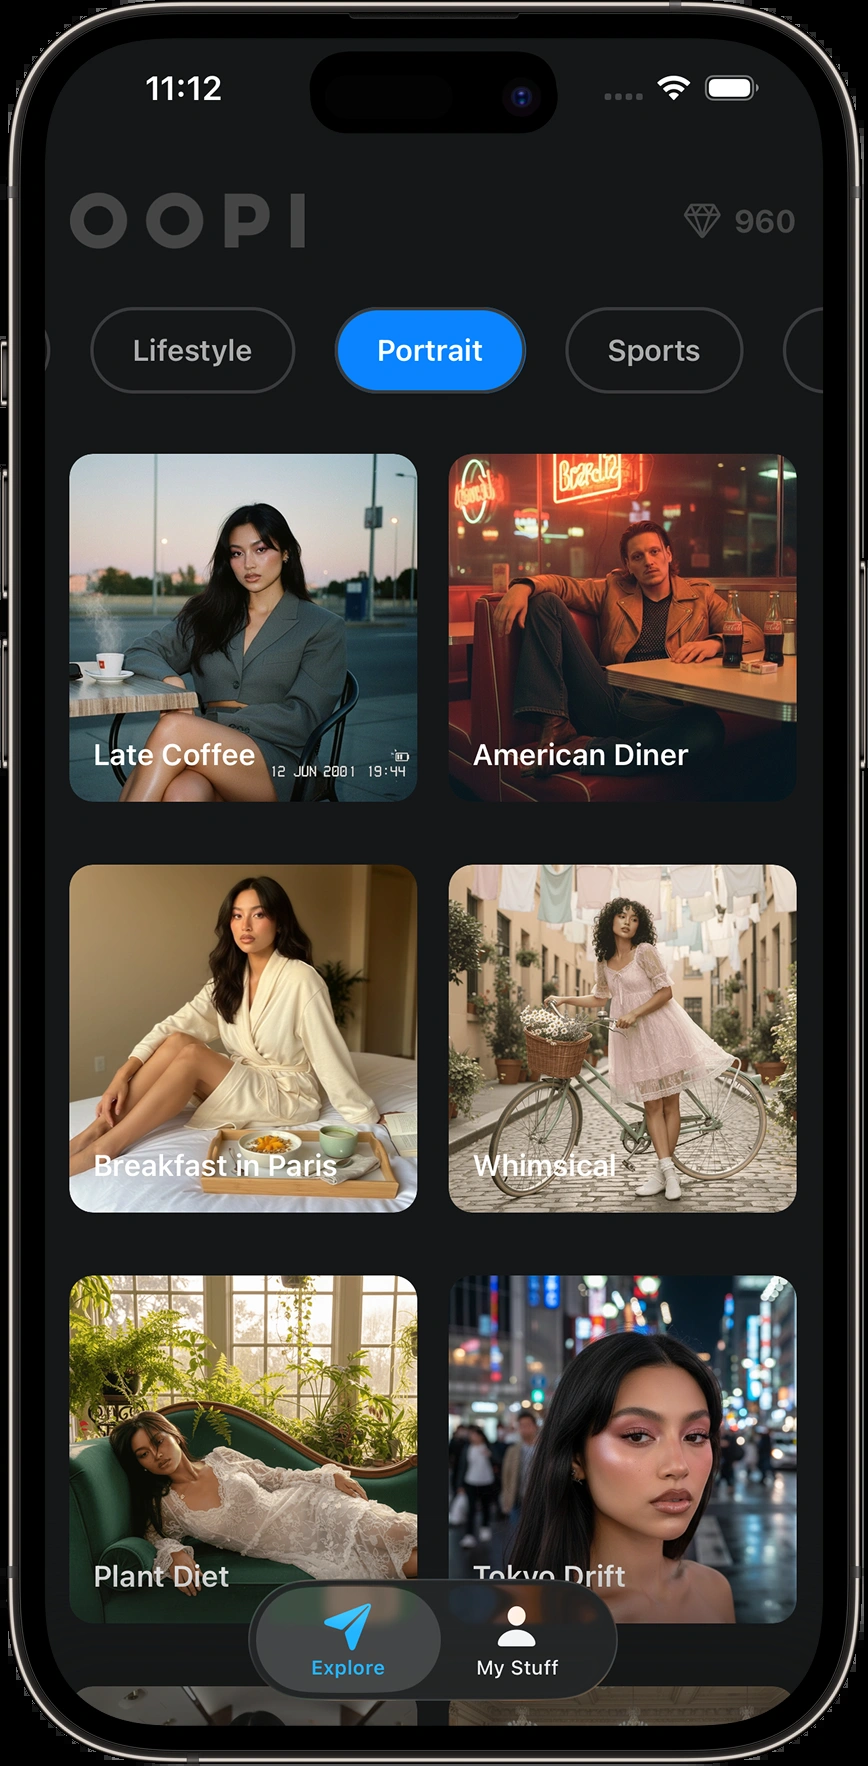 11:12
OOPI
960
Lifestyle
Portrait
Sports
Late Coffee
12 JUN 2001 19:44
American Diner
Breakfast in Paris
Whimsical
Plant Diet
Tokyo Drift
Explore
My Stuff